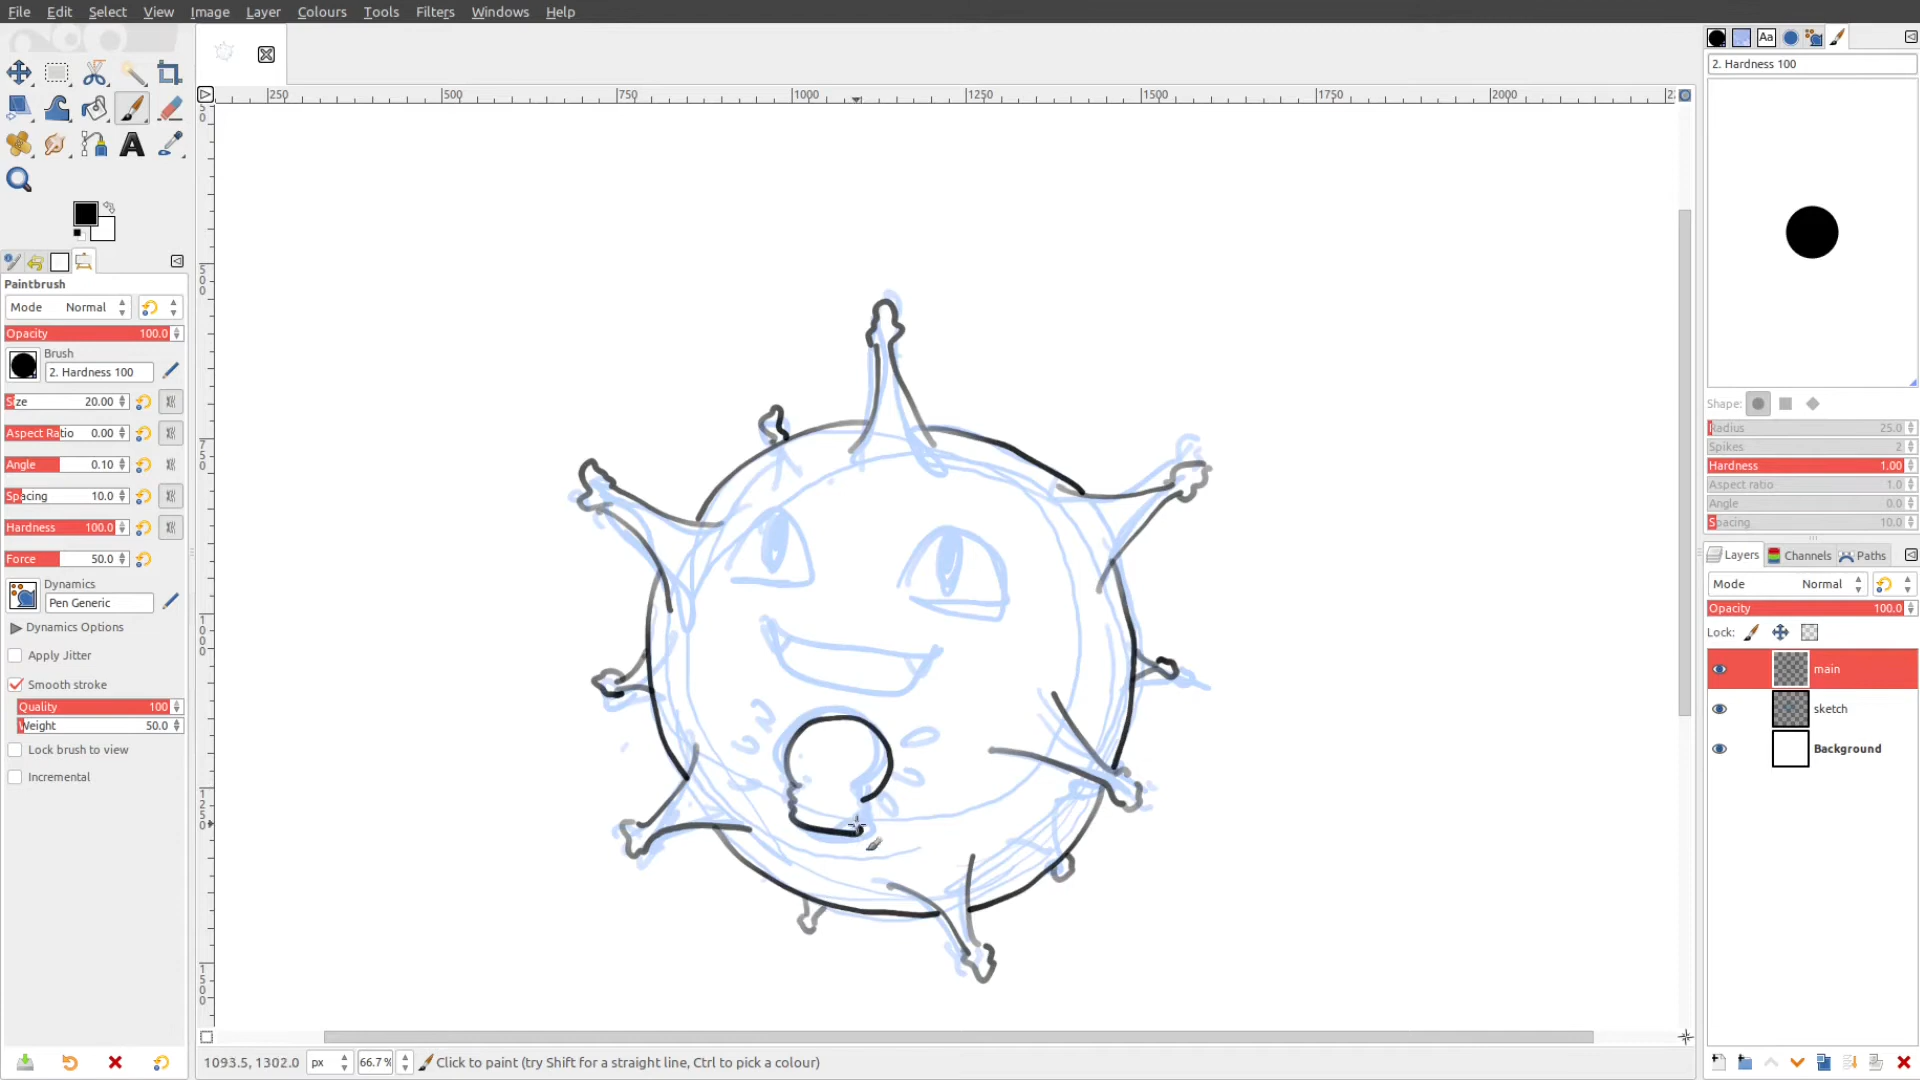 File Edit Select View Image Layer Colours Tools Filters Windows Help
250 500 750 1000 1250 1500 1750 2000
Paintbrush
Mode Normal
Opacity 100.0
Brush
2. Hardness 100
Size 20.00
Aspect Ratio 0.00
Angle 0.10
Spacing 10.0
Hardness 100.0
Force 50.0
Dynamics
Pen Generic
Dynamics Options
Apply Jitter
Smooth stroke
Quality 100
Weight 50.0
Lock brush to view
Incremental
500
750
1000
1250
1500
1093.5, 1302.0 px 66.7 % Click to paint (try Shift for a straight line, Ctrl to pick a colour)
Aa
2. Hardness 100
Shape:
Radius 25.0
Spikes 2
Hardness 1.00
Aspect ratio 1.0
Angle 0.0
Spacing 10.0
Layers Channels Paths
Mode Normal
Opacity 100.0
Lock:
main
sketch
Background